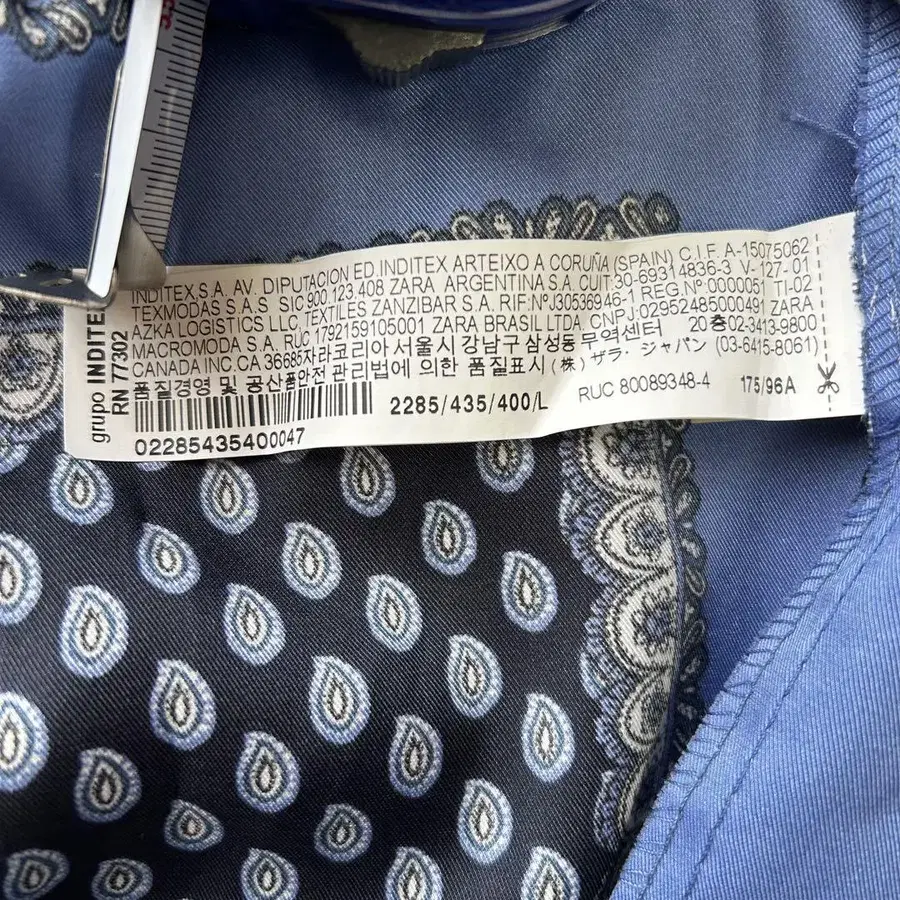 grupo INDITEX
RN 77302
INDITEX,S.A. AV. DIPUTACION ED.INDITEX ARTEIXO A CORUÑA (SPAIN) C.I.F. A-15075062
TEXMODAS S.A.S. SIC 900.123.408 ZARA ARGENTINA S.A. CUIT:30-69314836-3 V-127-01
AZKA LOGISTICS LLC, TEXTILES ZANZIBAR S.A. RIF:NºJ30536946-1 REG.Nº0000051 TI-02
MACROMODA S.A. RUC 1792159105001 ZARA BRASIL LTDA. CNPJ-02952485000491 ZARA
CANADA INC.CA 36685자라코리아 서울시 강남구 삼성동 무역센터 20층02-3413-9800
품질경영 및 공산품안전 관리법에 의한 품질표시 (株) ザラ・ジャパン (03-6415-8061)
2285/435/400/L RUC 80089348-4 175/96A
02285435400047